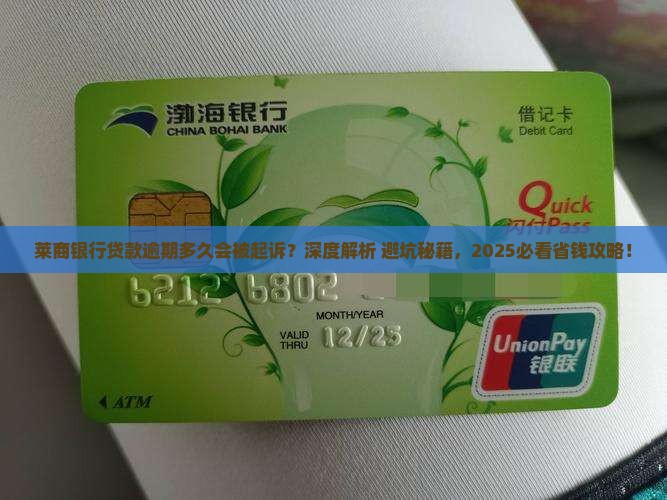 渤海银行
CHINA BOHAI BANK
借记卡
Debit Card
Quick
闪付Pass
莱商银行贷款逾期多久会被起诉？深度解析 避坑秘籍，2025必看省钱攻略！
6212 6802
MONTH/YEAR
VALID THRU 12/25
UnionPay
银联
ATM